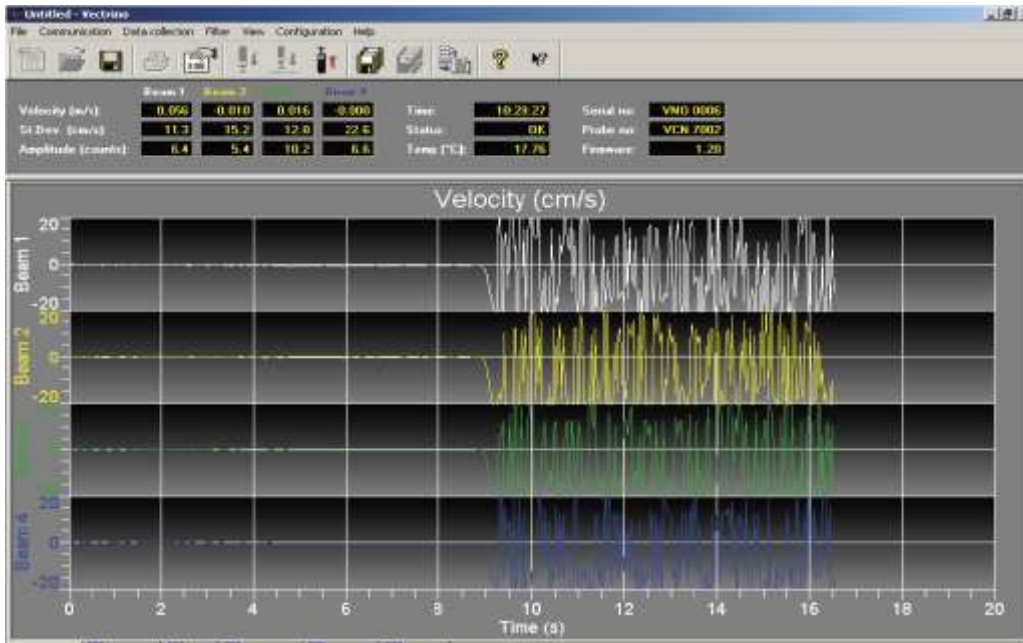 Untitled - Vectrino
File Communication Data collection Filter View Configuration Help
Beam 1 Beam 2 Beam 4
Velocity (m/s): 0.056 -0.010 0.016 -0.000 Time: 10:29:27 Serial no: VNO 0006
St.Dev. (cm/s): 11.3 15.2 12.0 22.6 Status: OK Probe no: VCN 7002
Amplitude (counts): 6.4 5.4 10.2 6.6 Temp (°C): 17.76 Firmware: 1.20
Velocity (cm/s)
Beam 1
20
0
-20
Beam 2
20
0
-20
Beam 4
20
0
-20
0 2 4 6 8 10 12 14 16 18 20
Time (s)